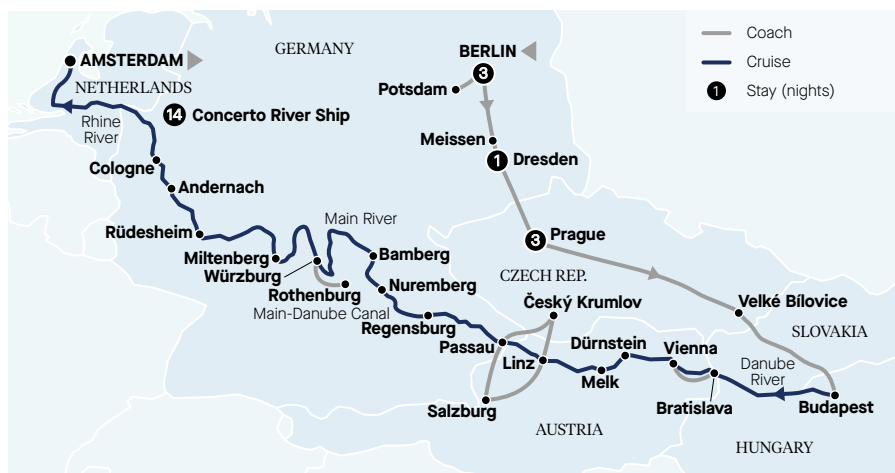 GERMANY
BERLIN
Coach
AMSTERDAM
3
Cruise
NETHERLANDS
Potsdam
1
Stay (nights)
14
Concerto River Ship
Rhine
River
Meissen
1
Dresden
Cologne
Andernach
Main River
3
Prague
Rüdesheim
Miltenberg
Bamberg
Würzburg
CZECH REP.
Rothenburg
Nuremberg
Český Krumlov
Velké Bílovice
Main-Danube Canal
Regensburg
SLOVAKIA
Passau
Dürnstein
Vienna
Linz
Danube
River
Melk
Salzburg
Bratislava
Budapest
AUSTRIA
HUNGARY